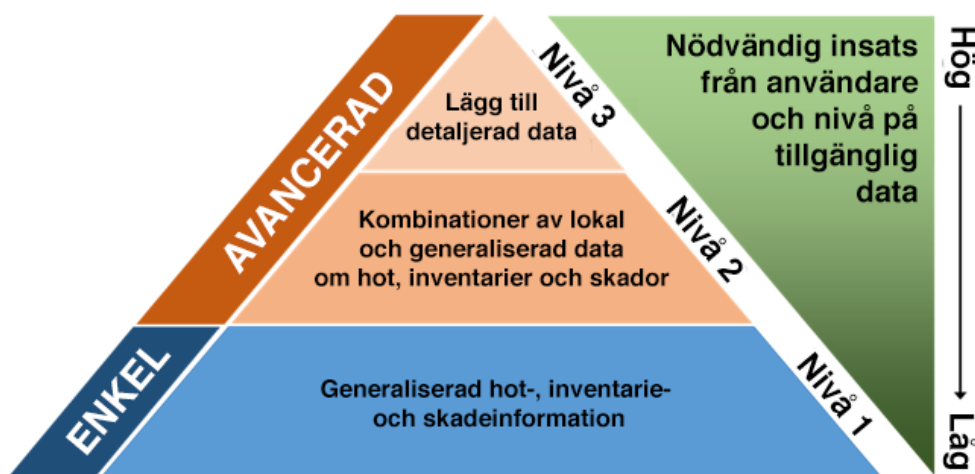 AVANCERAD
ENKEL
Lägg till
detaljerad data
Kombinationer av lokal
och generaliserad data
om hot, inventarier och skador
Generaliserad hot-, inventarie-
och skadeinformation
Nivå 3
Nivå 2
Nivå 1
Nödvändig insats
från användare
och nivå på
tillgänglig
data
Hög
Låg